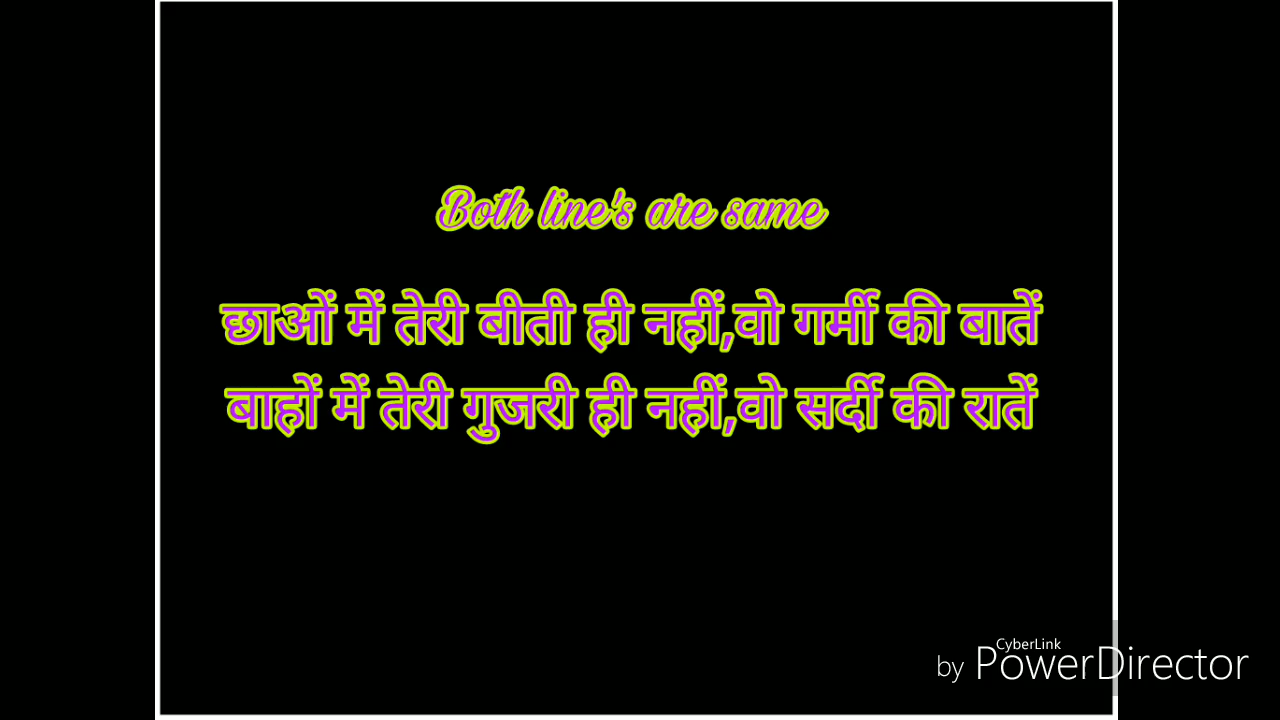 Both line's are same
छाओं में तेरी बीती ही नहीं,वो गर्मी की बातें
बाहों में तेरी गुजरी ही नहीं,वो सर्दी की रातें
CyberLink
by PowerDirector